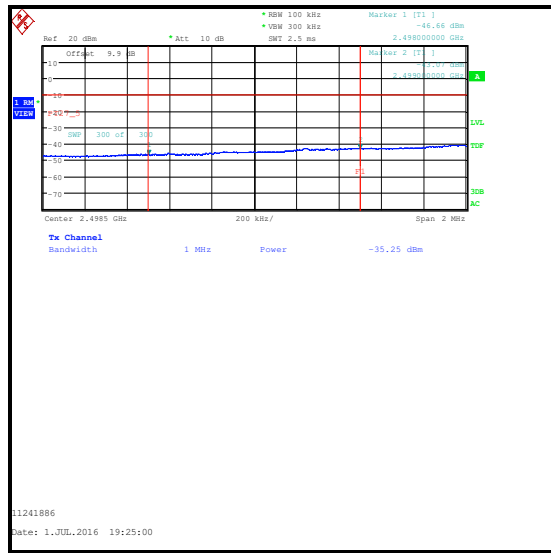 R S
* RBW 100 kHz Marker 1 [T1 ]
* VBW 300 kHz -46.66 dBm
Ref 20 dBm * Att 10 dB SWT 2.5 ms 2.498000000 GHz
Offset 9.9 dB Marker 2 [T1 ]
dBm
2.499000000 GHz
10
0
A
-10
1 RM *
VIEW
-20
-30
LVL
SWP 300 of 300
-40
TDF
-50
-60
-70
3DB
AC
Center 2.4985 GHz 200 kHz/ Span 2 MHz
Tx Channel
Bandwidth 1 MHz Power -35.25 dBm
11241886
Date: 1.JUL.2016 19:25:00